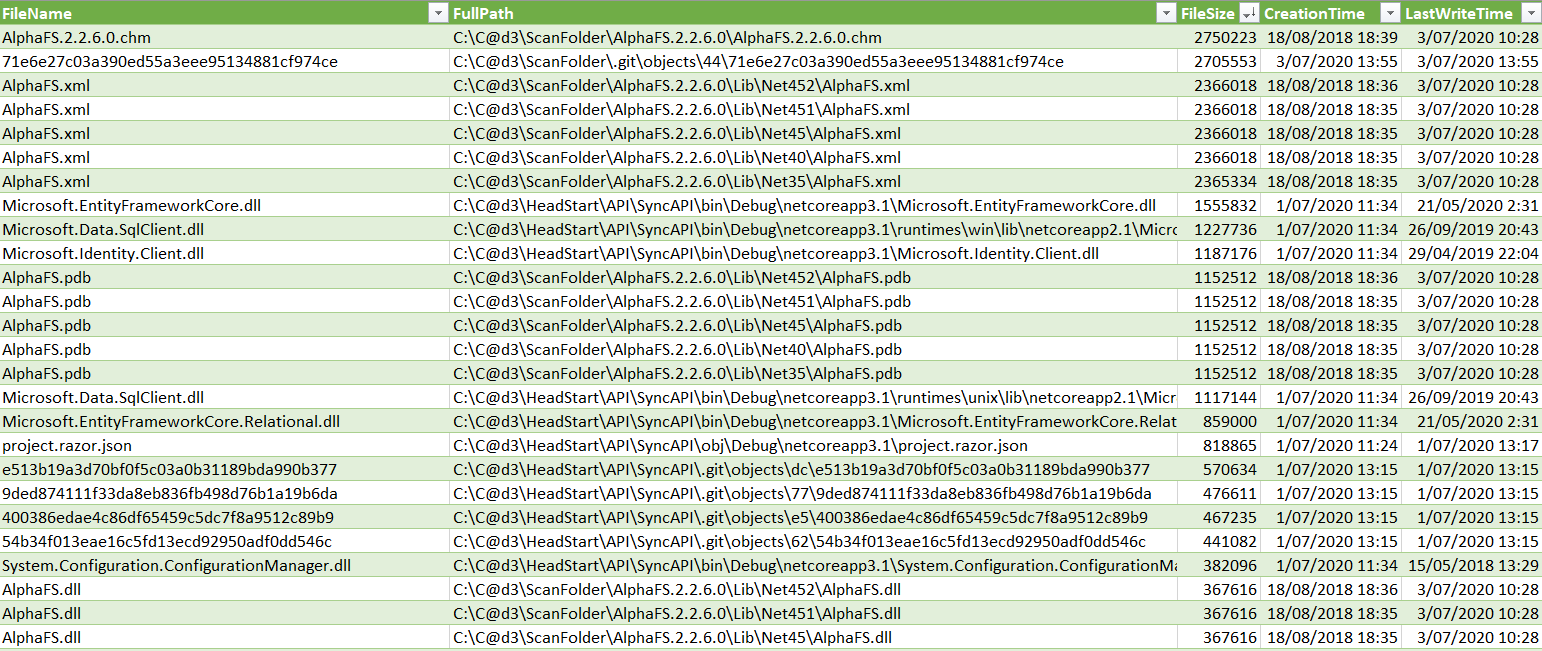 FileName FullPath FileSize CreationTime LastWriteTime
AlphaFS.2.2.6.0.chm C:\C@d3\ScanFolder\AlphaFS.2.2.6.0\AlphaFS.2.2.6.0.chm 2750223 18/08/2018 18:39 3/07/2020 10:28
71e6e27c03a390ed55a3eee95134881cf974ce C:\C@d3\ScanFolder\.git\objects\44\71e6e27c03a390ed55a3eee95134881cf974ce 2705553 3/07/2020 13:55 3/07/2020 13:55
AlphaFS.xml C:\C@d3\ScanFolder\AlphaFS.2.2.6.0\Lib\Net452\AlphaFS.xml 2366018 18/08/2018 18:36 3/07/2020 10:28
AlphaFS.xml C:\C@d3\ScanFolder\AlphaFS.2.2.6.0\Lib\Net451\AlphaFS.xml 2366018 18/08/2018 18:35 3/07/2020 10:28
AlphaFS.xml C:\C@d3\ScanFolder\AlphaFS.2.2.6.0\Lib\Net45\AlphaFS.xml 2366018 18/08/2018 18:35 3/07/2020 10:28
AlphaFS.xml C:\C@d3\ScanFolder\AlphaFS.2.2.6.0\Lib\Net40\AlphaFS.xml 2366018 18/08/2018 18:35 3/07/2020 10:28
AlphaFS.xml C:\C@d3\ScanFolder\AlphaFS.2.2.6.0\Lib\Net35\AlphaFS.xml 2365334 18/08/2018 18:35 3/07/2020 10:28
Microsoft.EntityFrameworkCore.dll C:\C@d3\HeadStart\API\SyncAPI\bin\Debug\netcoreapp3.1\Microsoft.EntityFrameworkCore.dll 1555832 1/07/2020 11:34 21/05/2020 2:31
Microsoft.Data.SqlClient.dll C:\C@d3\HeadStart\API\SyncAPI\bin\Debug\netcoreapp3.1\runtimes\win\lib\netcoreapp2.1\Micro 1227736 1/07/2020 11:34 26/09/2019 20:43
Microsoft.Identity.Client.dll C:\C@d3\HeadStart\API\SyncAPI\bin\Debug\netcoreapp3.1\Microsoft.Identity.Client.dll 1187176 1/07/2020 11:34 29/04/2019 22:04
AlphaFS.pdb C:\C@d3\ScanFolder\AlphaFS.2.2.6.0\Lib\Net452\AlphaFS.pdb 1152512 18/08/2018 18:36 3/07/2020 10:28
AlphaFS.pdb C:\C@d3\ScanFolder\AlphaFS.2.2.6.0\Lib\Net451\AlphaFS.pdb 1152512 18/08/2018 18:35 3/07/2020 10:28
AlphaFS.pdb C:\C@d3\ScanFolder\AlphaFS.2.2.6.0\Lib\Net45\AlphaFS.pdb 1152512 18/08/2018 18:35 3/07/2020 10:28
AlphaFS.pdb C:\C@d3\ScanFolder\AlphaFS.2.2.6.0\Lib\Net40\AlphaFS.pdb 1152512 18/08/2018 18:35 3/07/2020 10:28
AlphaFS.pdb C:\C@d3\ScanFolder\AlphaFS.2.2.6.0\Lib\Net35\AlphaFS.pdb 1152512 18/08/2018 18:35 3/07/2020 10:28
Microsoft.Data.SqlClient.dll C:\C@d3\HeadStart\API\SyncAPI\bin\Debug\netcoreapp3.1\runtimes\unix\lib\netcoreapp2.1\Micr 1117144 1/07/2020 11:34 26/09/2019 20:43
Microsoft.EntityFrameworkCore.Relational.dll C:\C@d3\HeadStart\API\SyncAPI\bin\Debug\netcoreapp3.1\Microsoft.EntityFrameworkCore.Relat 859000 1/07/2020 11:34 21/05/2020 2:31
project.razor.json C:\C@d3\HeadStart\API\SyncAPI\obj\Debug\netcoreapp3.1\project.razor.json 818865 1/07/2020 11:24 1/07/2020 13:17
e513b19a3d70bf0f5c03a0b31189bda990b377 C:\C@d3\HeadStart\API\SyncAPI\.git\objects\dc\e513b19a3d70bf0f5c03a0b31189bda990b377 570634 1/07/2020 13:15 1/07/2020 13:15
9ded874111f33da8eb836fb498d76b1a19b6da C:\C@d3\HeadStart\API\SyncAPI\.git\objects\77\9ded874111f33da8eb836fb498d76b1a19b6da 476611 1/07/2020 13:15 1/07/2020 13:15
400386edae4c86df65459c5dc7f8a9512c89b9 C:\C@d3\HeadStart\API\SyncAPI\.git\objects\e5\400386edae4c86df65459c5dc7f8a9512c89b9 467235 1/07/2020 13:15 1/07/2020 13:15
54b34f013eae16c5fd13ecd92950adf0dd546c C:\C@d3\HeadStart\API\SyncAPI\.git\objects\62\54b34f013eae16c5fd13ecd92950adf0dd546c 441082 1/07/2020 13:15 1/07/2020 13:15
System.Configuration.ConfigurationManager.dll C:\C@d3\HeadStart\API\SyncAPI\bin\Debug\netcoreapp3.1\System.Configuration.ConfigurationMa 382096 1/07/2020 11:34 15/05/2018 13:29
AlphaFS.dll C:\C@d3\ScanFolder\AlphaFS.2.2.6.0\Lib\Net452\AlphaFS.dll 367616 18/08/2018 18:36 3/07/2020 10:28
AlphaFS.dll C:\C@d3\ScanFolder\AlphaFS.2.2.6.0\Lib\Net451\AlphaFS.dll 367616 18/08/2018 18:35 3/07/2020 10:28
AlphaFS.dll C:\C@d3\ScanFolder\AlphaFS.2.2.6.0\Lib\Net45\AlphaFS.dll 367616 18/08/2018 18:35 3/07/2020 10:28